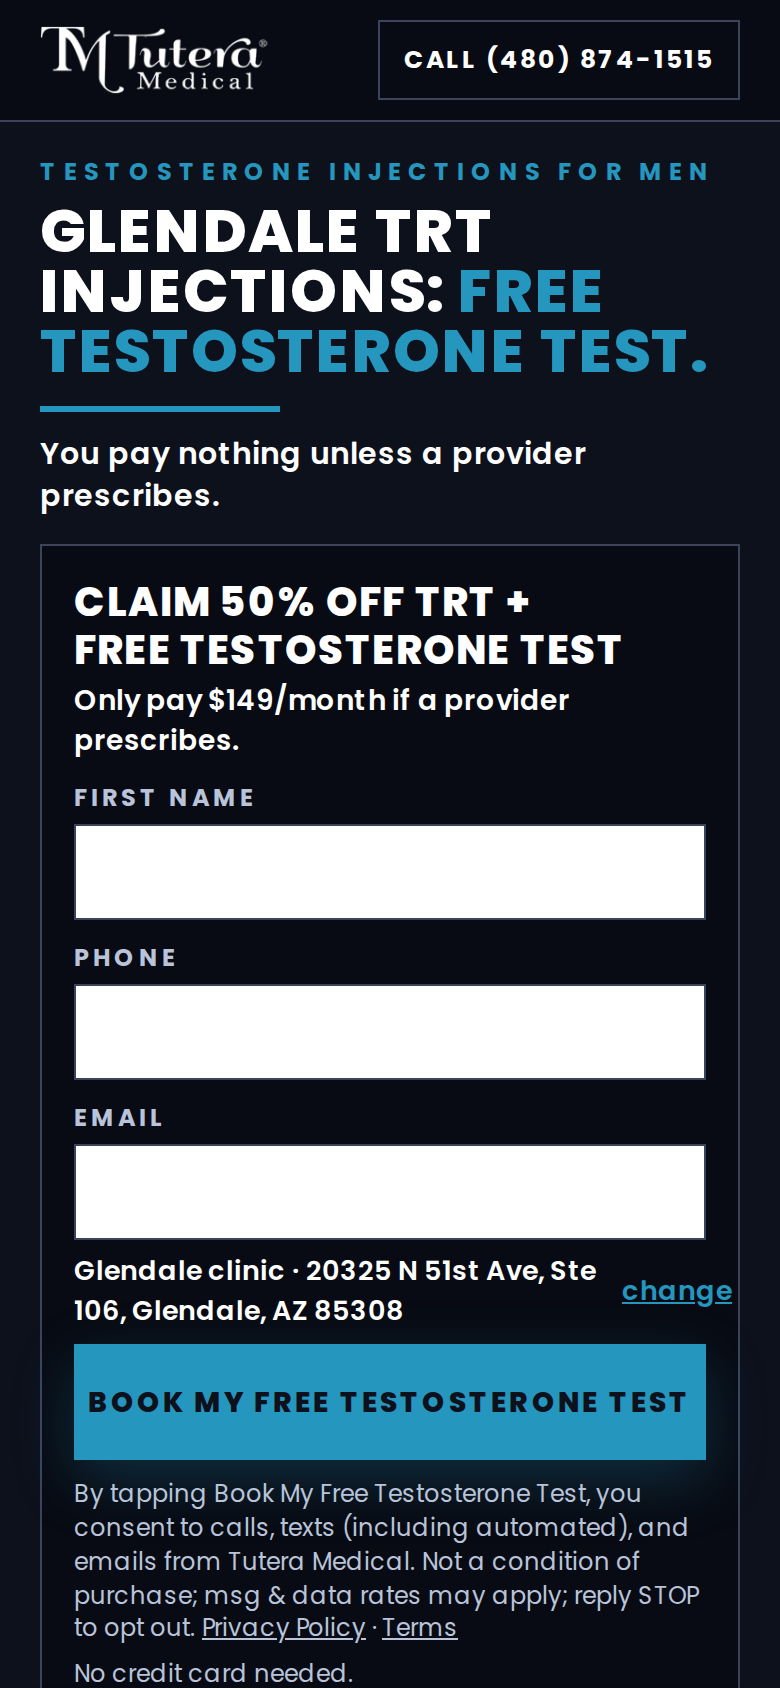 TM Tutera®
Medical
CALL (480) 874-1515
TESTOSTERONE INJECTIONS FOR MEN
GLENDALE TRT
INJECTIONS: FREE
TESTOSTERONE TEST.
You pay nothing unless a provider
prescribes.
CLAIM 50% OFF TRT +
FREE TESTOSTERONE TEST
Only pay $149/month if a provider
prescribes.
FIRST NAME
PHONE
EMAIL
Glendale clinic · 20325 N 51st Ave, Ste
106, Glendale, AZ 85308
change
BOOK MY FREE TESTOSTERONE TEST
By tapping Book My Free Testosterone Test, you
consent to calls, texts (including automated), and
emails from Tutera Medical. Not a condition of
purchase; msg & data rates may apply; reply STOP
to opt out. Privacy Policy · Terms
No credit card needed.